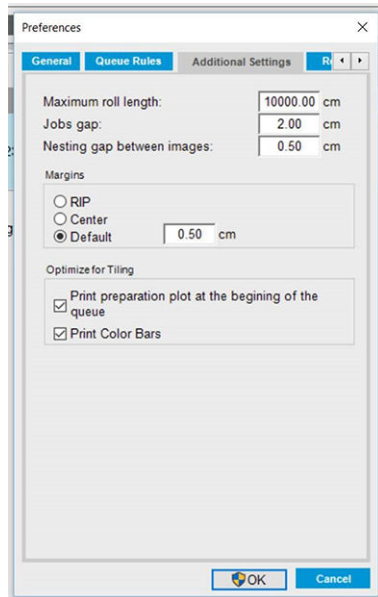 Preferences
General Queue Rules Additional Settings
Maximum roll length: 10000.00 cm
Jobs gap: 2.00 cm
Nesting gap between images: 0.50 cm
Margins
RIP
Center
Default 0.50 cm
Optimize for Tiling
Print preparation plot at the begining of the
queue
Print Color Bars
OK Cancel